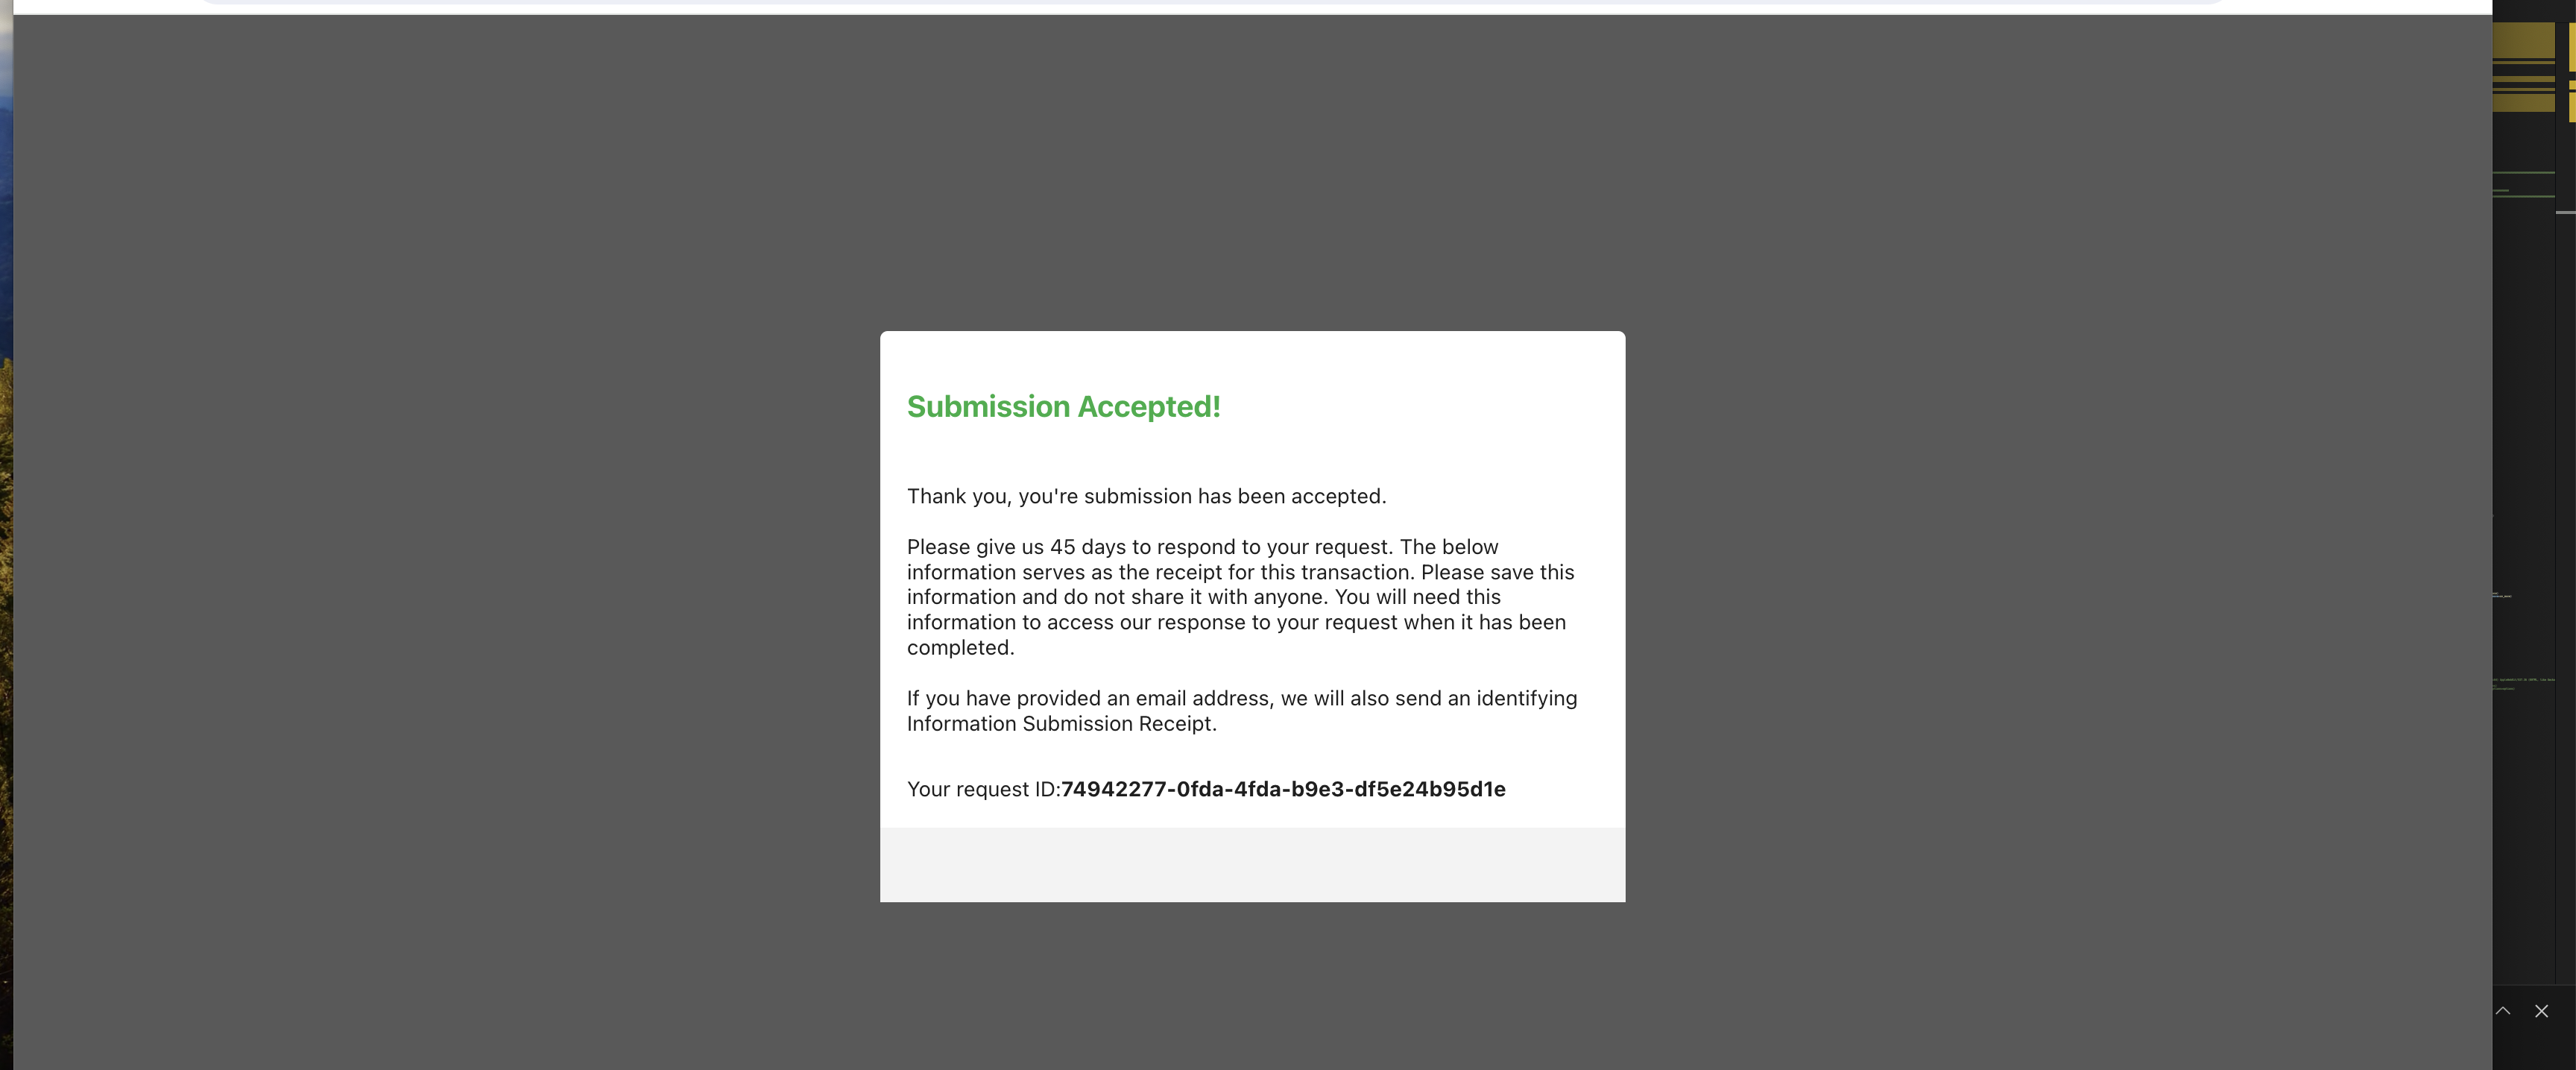 Submission Accepted!
Thank you, you're submission has been accepted.
Please give us 45 days to respond to your request. The below
information serves as the receipt for this transaction. Please save this
information and do not share it with anyone. You will need this
information to access our response to your request when it has been
completed.
If you have provided an email address, we will also send an identifying
Information Submission Receipt.
Your request ID:74942277-0fda-4fda-b9e3-df5e24b95d1e